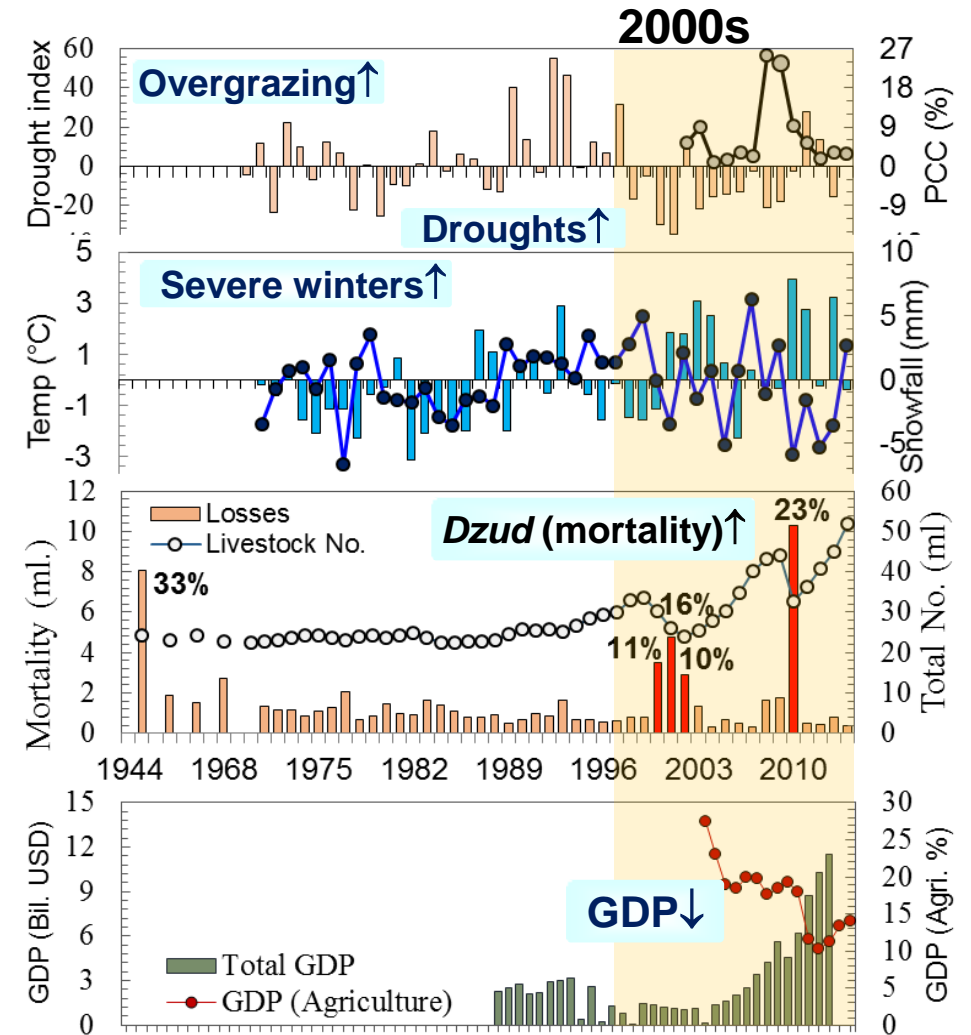 2000s
60
40
20
0
-20
Drought index
Overgrazing↑
Droughts↑
27
18
9
0
-9
PCC (%)
5
3
1
-1
-3
Temp (°C)
Severe winters↑
10
5
0
-5
Snowfall (mm)
12
10
8
6
4
2
0
Mortality (ml.)
Losses
Livestock No.
Dzud (mortality)↑
33%
11%
16%
10%
23%
60
50
40
30
20
10
0
Total No. (ml)
1944 1968 1975 1982 1989 1996 2003 2010
15
12
9
6
3
0
GDP (Bil. USD)
GDP↓
Total GDP
GDP (Agriculture)
30
25
20
15
10
5
0
GDP (Agri. %)